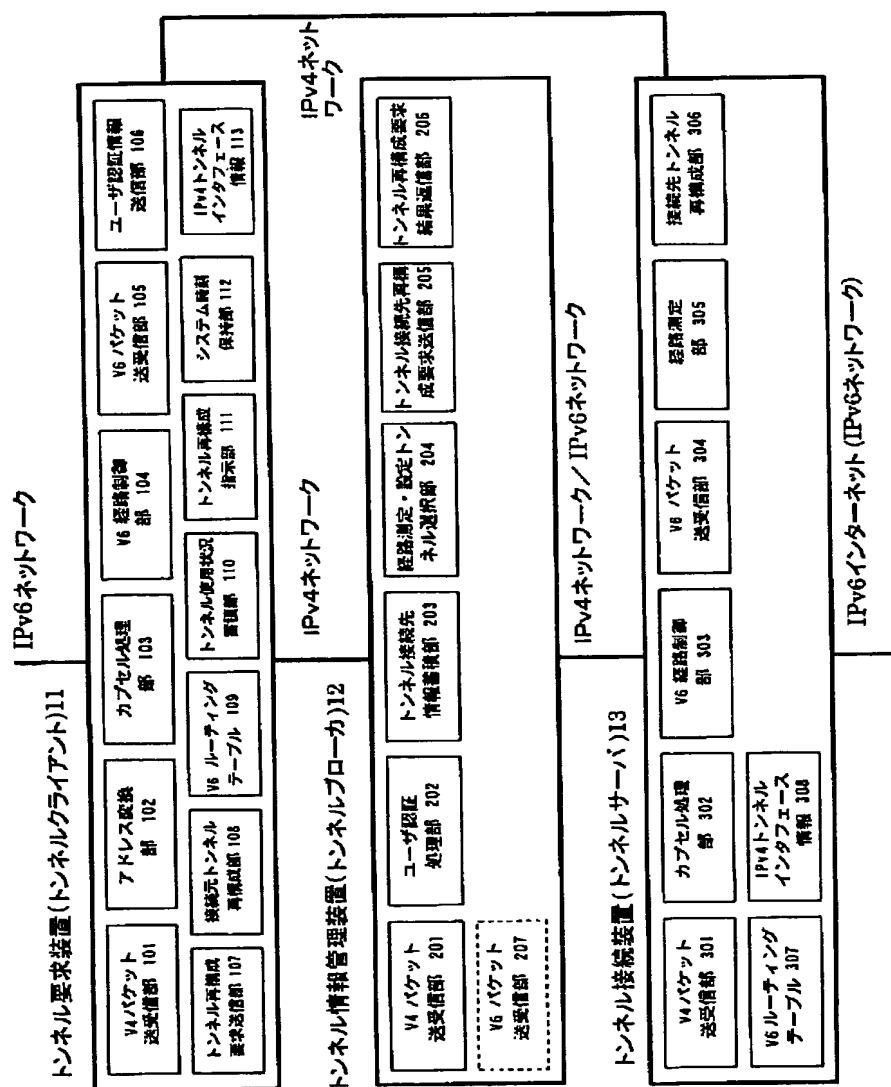 IPv6ネットワーク
トンネル要求装置(トンネルクライアント)11
V4パケット
送受信部 101
アドレス変換
部 102
カプセル処理
部 103
V6 経路制御
部 104
V6 パケット
送受信部 105
ユーザ認証情報
送信部 106
トンネル再構成
要求送信部 107
接続元トンネル
再構成部 108
V6 ルーティング
テーブル 109
トンネル使用状況
蓄積部 110
トンネル再構成
指示部 111
システム時刻
保持部 112
IPv4トンネル
インタフェース
情報 113
IPv4ネットワーク
IPv4ネット
ワーク
トンネル情報管理装置(トンネルブローカ)12
V4 パケット
送受信部 201
ユーザ認証
処理部 202
トンネル接続先
情報蓄積部 203
経路測定・設定トン
ネル選択部 204
トンネル接続先再構
成要求送信部 205
トンネル再構成要求
結果返信部 206
V6 パケット
送受信部 207
IPv4ネットワーク/IPv6ネットワーク
トンネル接続装置(トンネルサーバ)13
V4パケット
送受信部 301
カプセル処理
部 302
V6 経路制御
部 303
V6 パケット
送受信部 304
経路測定
部 305
接続先トンネル
再構成部 306
V6ルーティング
テーブル 307
IPv4トンネル
インタフェース
情報 308
IPv6インターネット(IPv6ネットワーク)